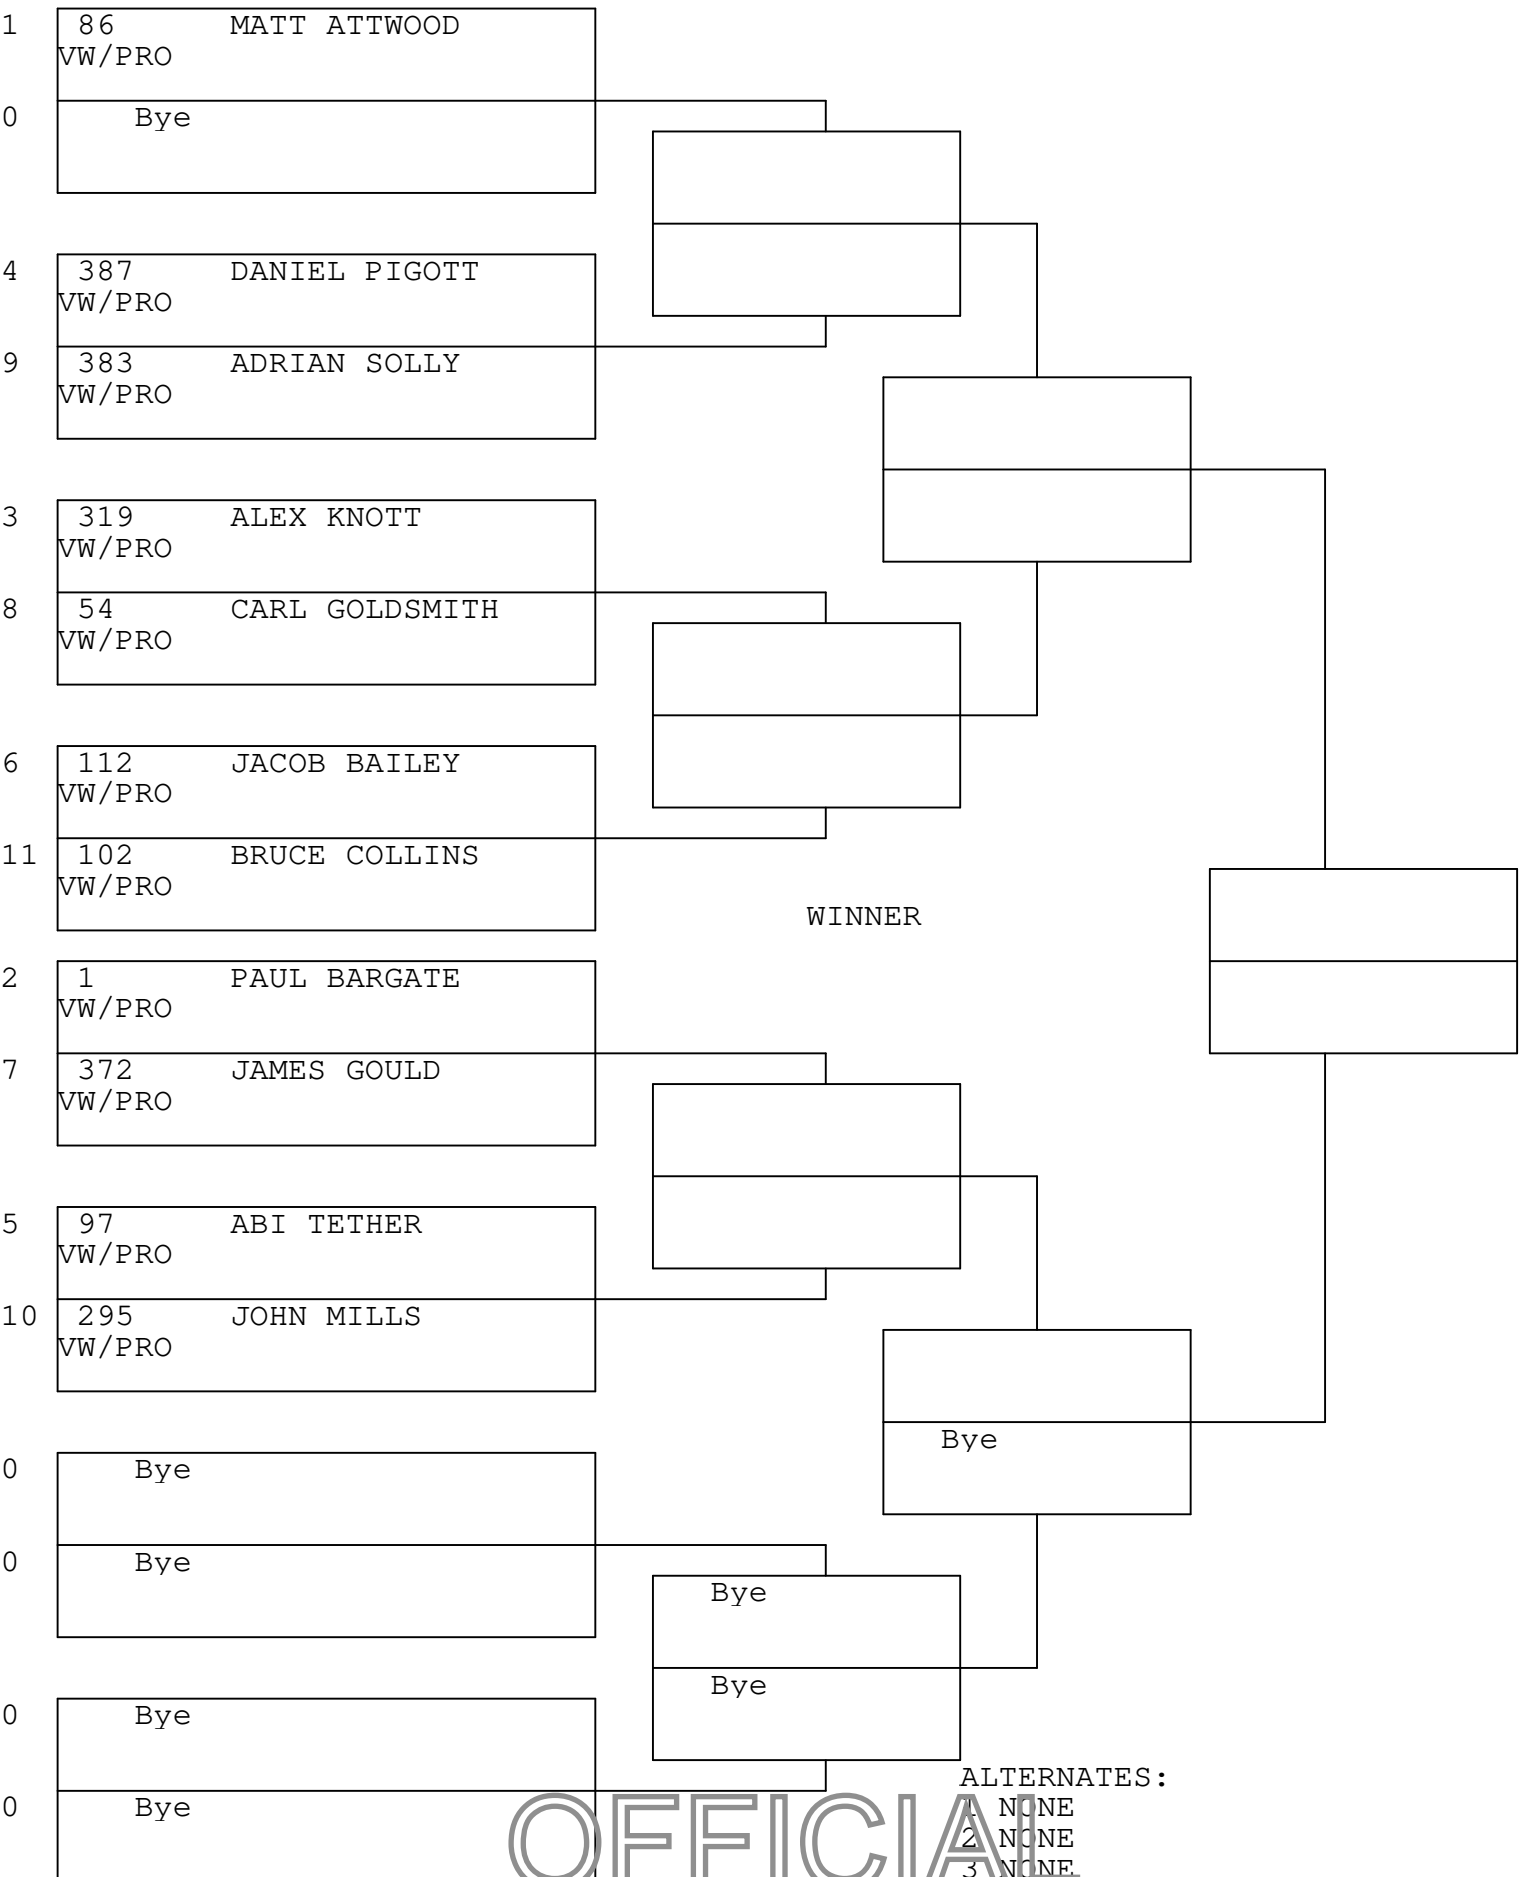 1 86 MATT ATTWOOD
VW/PRO
0 Bye
4 387 DANIEL PIGOTT
VW/PRO
9 383 ADRIAN SOLLY
VW/PRO
3 319 ALEX KNOTT
VW/PRO
8 54 CARL GOLDSMITH
VW/PRO
6 112 JACOB BAILEY
VW/PRO
11 102 BRUCE COLLINS
VW/PRO
WINNER
2 1 PAUL BARGATE
VW/PRO
7 372 JAMES GOULD
VW/PRO
5 97 ABI TETHER
VW/PRO
10 295 JOHN MILLS
VW/PRO
Bye
0 Bye
0 Bye
Bye
Bye
0 Bye
0 Bye
ALTERNATES:
1 NONE
2 NONE
3 NONE
OFFICIAL